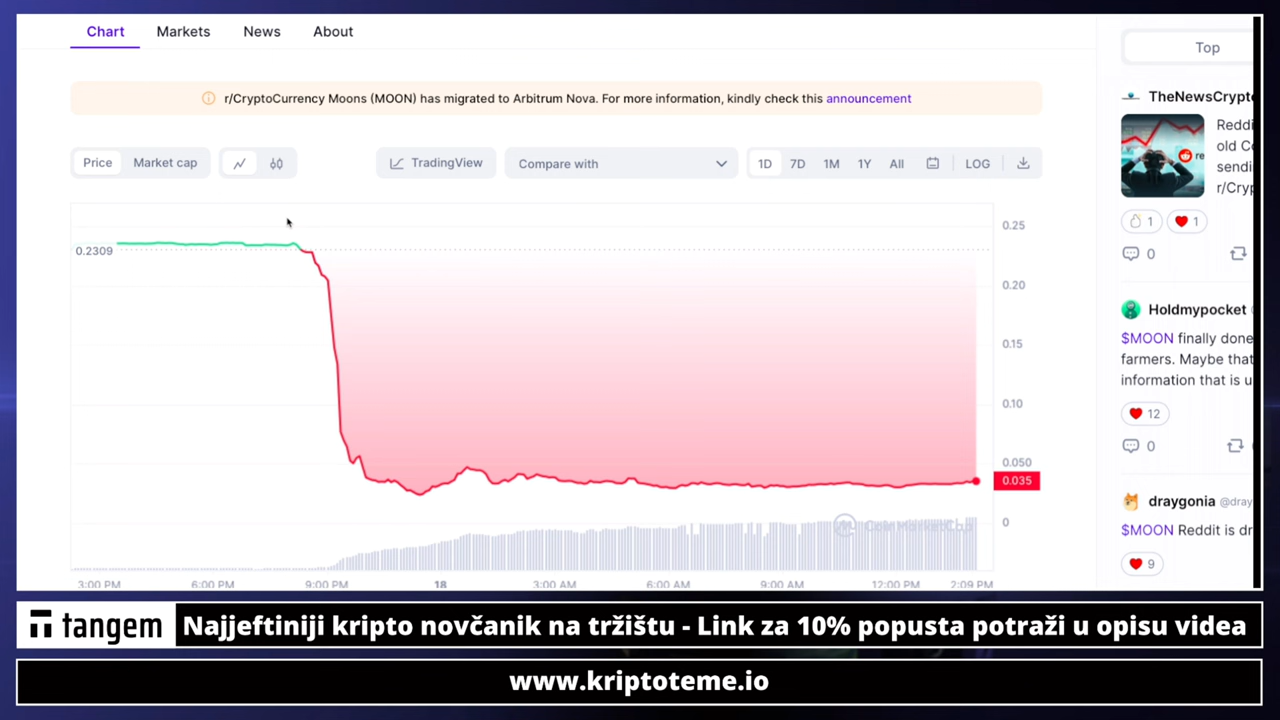 Chart Markets News About
r/CryptoCurrency Moons (MOON) has migrated to Arbitrum Nova. For more information, kindly check this announcement
Price Market cap TradingView Compare with 1D 7D 1M 1Y All LOG
0.2309
0.25
0.20
0.15
0.10
0.050
0.035
0
CoinMarketCap
3:00 PM 6:00 PM 9:00 PM 18 3:00 AM 6:00 AM 9:00 AM 12:00 PM 2:09 PM
Top
TheNewsCrypto
Reddi
old Co
sendi
r/Cryp
re
1 1
0
Holdmypocket
$MOON finally done
farmers. Maybe that
information that is u
12
0
draygonia @dray
$MOON Reddit is dr
9
tangem Najjeftiniji kripto novčanik na tržištu - Link za 10% popusta potraži u opisu videa
www.kriptoteme.io